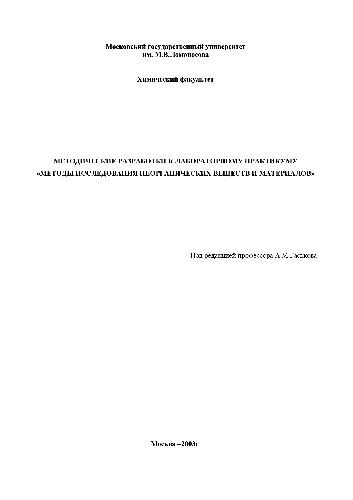 Московский государственный университет
им. М.В.Ломоносова
Химический факультет
МЕТОДИЧЕСКИЕ РАЗРАБОТКИ К ЛАБОРАТОРНОМУ ПРАКТИКУМУ
«МЕТОДЫ ИССЛЕДОВАНИЯ НЕОРГАНИЧЕСКИХ ВЕЩЕСТВ И МАТЕРИАЛОВ»
Под редакцией профессора А.М.Гаськова
Москва –2003г